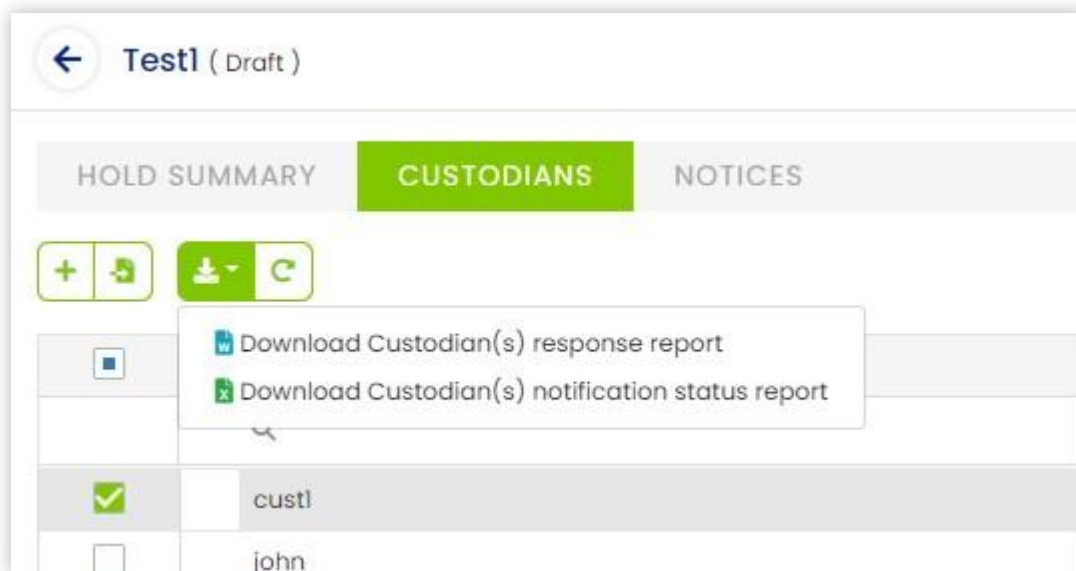 Test1 ( Draft )
HOLD SUMMARY CUSTODIANS NOTICES
Download Custodian(s) response report
Download Custodian(s) notification status report
cust1
john